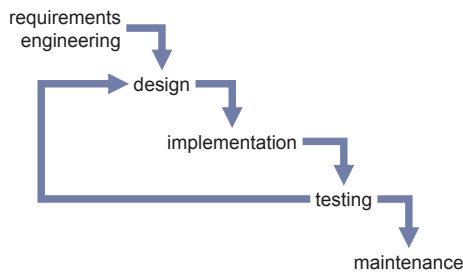 requirements
engineering
design
implementation
testing
maintenance